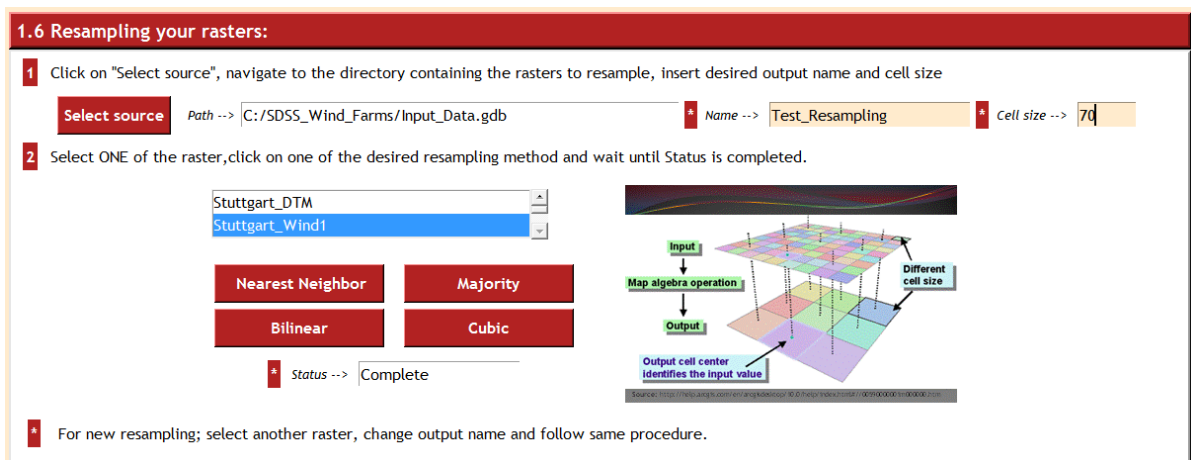 1.6 Resampling your rasters:
1 Click on "Select source", navigate to the directory containing the rasters to resample, insert desired output name and cell size
Select source Path --> C:/SDSS_Wind_Farms/Input_Data.gdb * Name --> Test_Resampling * Cell size --> 70
2 Select ONE of the raster,click on one of the desired resampling method and wait until Status is completed.
Stuttgart_DTM
Stuttgart_Wind1
Nearest Neighbor Majority
Bilinear Cubic
* Status --> Complete
Input
Map algebra operation
Output
Different
cell size
Output cell center
identifies the input value
Source:
* For new resampling; select another raster, change output name and follow same procedure.